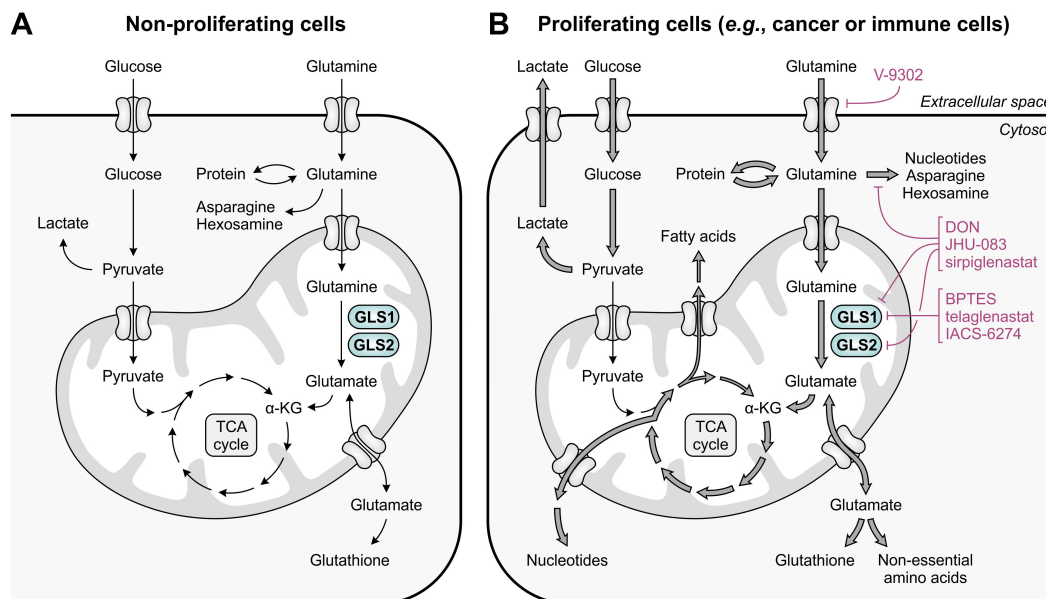 A
Non-proliferating cells
Glucose
Glutamine
Glucose
Protein
Glutamine
Asparagine
Hexosamine
Lactate
Pyruvate
Glutamine
GLS1
GLS2
Pyruvate
Glutamate
α-KG
TCA
cycle
Glutamate
Glutathione
B
Proliferating cells (e.g., cancer or immune cells)
Lactate
Glucose
Glutamine
V-9302
Extracellular space
Cytoso
Glucose
Protein
Glutamine
Nucleotides
Asparagine
Hexosamine
Lactate
Fatty acids
DON
JHU-083
sirpiglenastat
Pyruvate
Glutamine
BPTES
telaglenastat
IACS-6274
GLS1
GLS2
Pyruvate
Glutamate
α-KG
TCA
cycle
Glutamate
Nucleotides
Glutathione
Non-essential
amino acids